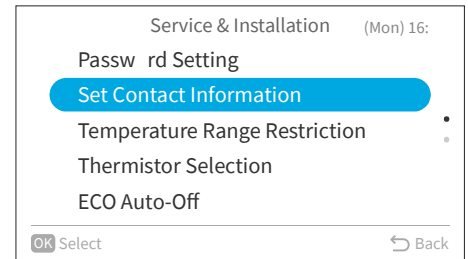 Service & Installation (Mon) 16:
Passw rd Setting
Set Contact Information
Temperature Range Restriction
Thermistor Selection
ECO Auto-Off
OK Select Back